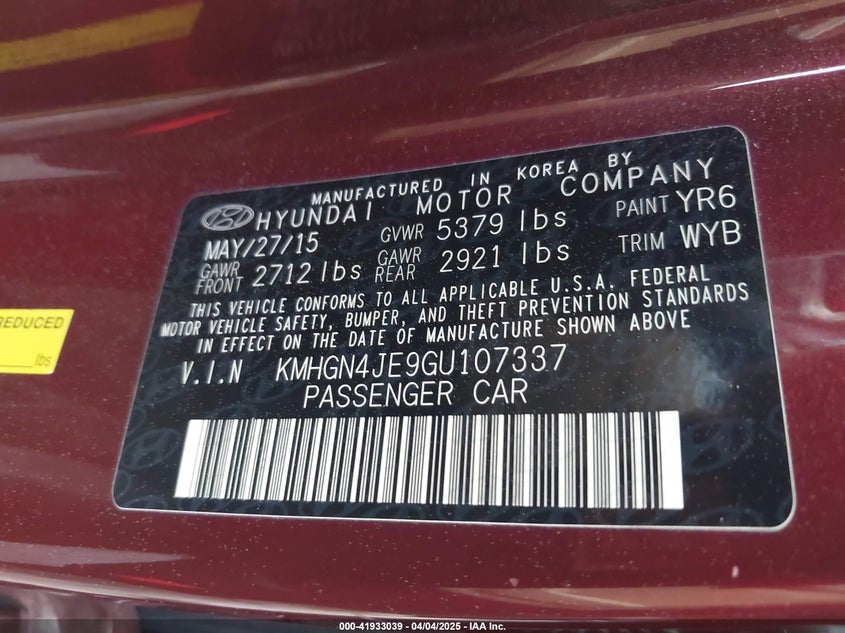 MANUFACTURED IN KOREA BY
HYUNDAI MOTOR COMPANY
MAY/27/15 GVWR 5379 lbs PAINT YR6
GAWR FRONT 2712 lbs GAWR REAR 2921 lbs TRIM WYB
THIS VEHICLE CONFORMS TO ALL APPLICABLE U.S.A. FEDERAL
MOTOR VEHICLE SAFETY, BUMPER, AND THEFT PREVENTION STANDARDS
IN EFFECT ON THE DATE OF MANUFACTURE SHOWN ABOVE.
V.I.N KMHGN4JE9GU107337
PASSENGER CAR
REDUCED
lbs
000-41933039 - 04/04/2025 - IAA Inc.